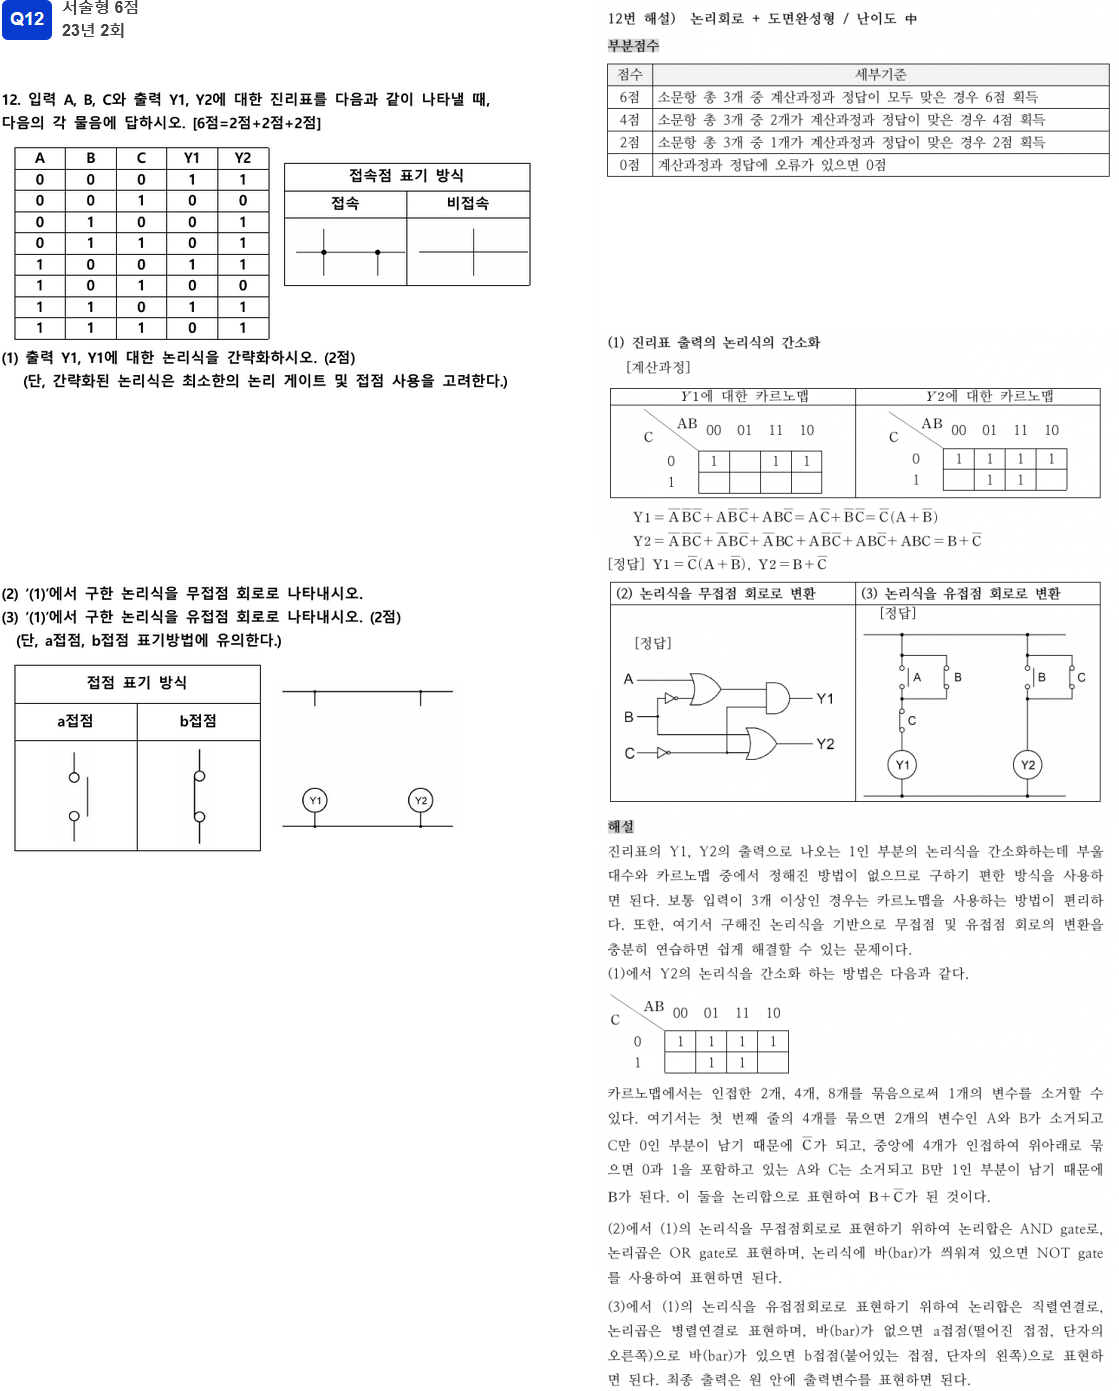 Q12
서술형 6점
23년 2회
12. 입력 A, B, C와 출력 Y1, Y2에 대한 진리표를 다음과 같이 나타낼 때,
다음의 각 물음에 답하시오. [6점=2점+2점+2점]
A B C Y1 Y2
0 0 0 1 1
0 0 1 0 0
0 1 0 0 1
0 1 1 0 1
1 0 0 1 1
1 0 1 0 0
1 1 0 1 1
1 1 1 0 1
접속점 표기 방식
접속 비접속
(1) 출력 Y1, Y1에 대한 논리식을 간략화하시오. (2점)
(단, 간략화된 논리식은 최소한의 논리 게이트 및 접점 사용을 고려한다.)
(2) ‘(1)’에서 구한 논리식을 무접점 회로로 나타내시오.
(3) ‘(1)’에서 구한 논리식을 유접점 회로로 나타내시오. (2점)
(단, a접점, b접점 표기방법에 유의한다.)
접점 표기 방식
a접점 b접점
Y1 Y2
12번 해설) 논리회로 + 도면완성형 / 난이도 中
부분점수
점수 세부기준
6점 소문항 총 3개 중 계산과정과 정답이 모두 맞은 경우 6점 획득
4점 소문항 총 3개 중 2개가 계산과정과 정답이 맞은 경우 4점 획득
2점 소문항 총 3개 중 1개가 계산과정과 정답이 맞은 경우 2점 획득
0점 계산과정과 정답에 오류가 있으면 0점
(1) 진리표 출력의 논리식의 간소화
[계산과정]
Y1에 대한 카르노맵 Y2에 대한 카르노맵
AB 00 01 11 10
C
0 1 1 1
1
AB 00 01 11 10
C
0 1 1 1 1
1 1 1
Y1 = A̅ B̅ C̅ + A B̅ C̅ + A B C̅ = A C̅ + B̅ C̅ = C̅ (A + B̅)
Y2 = A̅ B̅ C̅ + A̅ B C̅ + A̅ B C + A B̅ C̅ + A B C̅ + A B C = B + C̅
[정답] Y1 = C̅ (A + B̅), Y2 = B + C̅
(2) 논리식을 무접점 회로로 변환 (3) 논리식을 유접점 회로로 변환
[정답]
A
B
C
Y1
Y2
[정답]
A B B C
C
Y1 Y2
해설
진리표의 Y1, Y2의 출력으로 나오는 1인 부분의 논리식을 간소화하는데 부울
대수와 카르노맵 중에서 정해진 방법이 없으므로 구하기 편한 방식을 사용하
면 된다. 보통 입력이 3개 이상인 경우는 카르노맵을 사용하는 방법이 편리하
다. 또한, 여기서 구해진 논리식을 기반으로 무접점 및 유접점 회로의 변환을
충분히 연습하면 쉽게 해결할 수 있는 문제이다.
(1)에서 Y2의 논리식을 간소화 하는 방법은 다음과 같다.
AB 00 01 11 10
C
0 1 1 1 1
1 1 1
카르노맵에서는 인접한 2개, 4개, 8개를 묶음으로써 1개의 변수를 소거할 수
있다. 여기서는 첫 번째 줄의 4개를 묶으면 2개의 변수인 A와 B가 소거되고
C만 0인 부분이 남기 때문에 C̅가 되고, 중앙에 4개가 인접하여 위아래로 묶
으면 0과 1을 포함하고 있는 A와 C는 소거되고 B만 1인 부분이 남기 때문에
B가 된다. 이 둘을 논리합으로 표현하여 B + C̅가 된 것이다.
(2)에서 (1)의 논리식을 무접점회로로 표현하기 위하여 논리합은 AND gate로,
논리곱은 OR gate로 표현하며, 논리식에 바(bar)가 씌워져 있으면 NOT gate
를 사용하여 표현하면 된다.
(3)에서 (1)의 논리식을 유접점회로로 표현하기 위하여 논리합은 직렬연결로,
논리곱은 병렬연결로 표현하며, 바(bar)가 없으면 a접점(떨어진 접점, 단자의
오른쪽)으로 바(bar)가 있으면 b접점(붙어있는 접점, 단자의 왼쪽)으로 표현하
면 된다. 최종 출력은 원 안에 출력변수를 표현하면 된다.